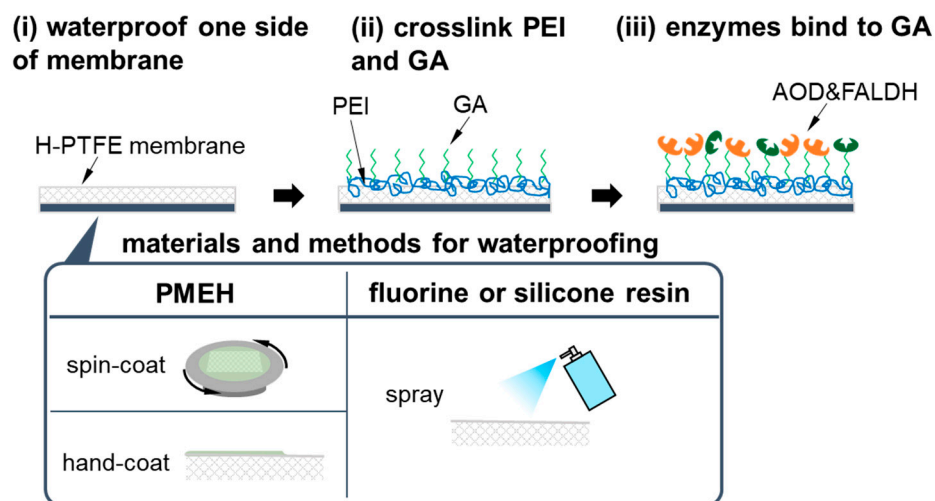 (i) waterproof one side
of membrane
(ii) crosslink PEI
and GA
(iii) enzymes bind to GA
H-PTFE membrane
PEI
GA
AOD&FALDH
materials and methods for waterproofing
PMEH
fluorine or silicone resin
spin-coat
hand-coat
spray